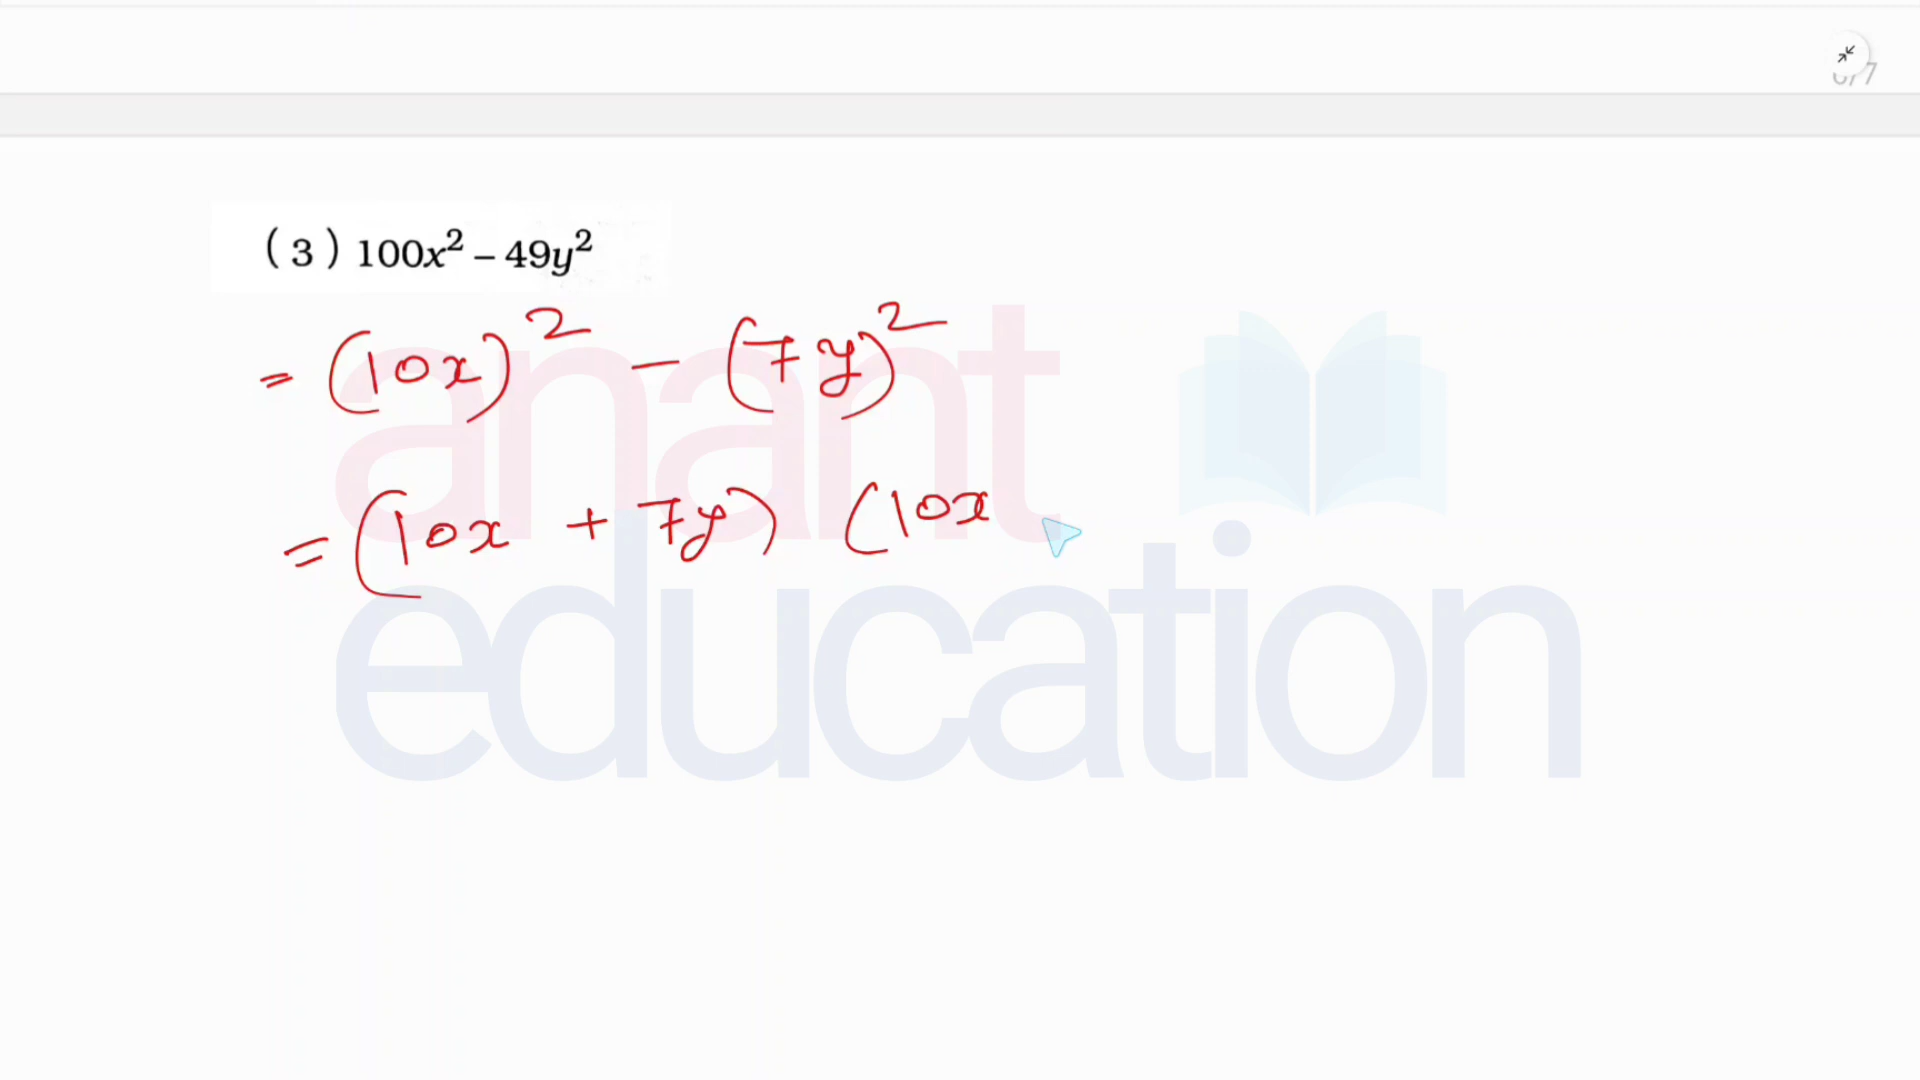 ( 3 ) 100x² – 49y²
= (10x)² – (7y)²
= (10x + 7y) (10x
anant
education